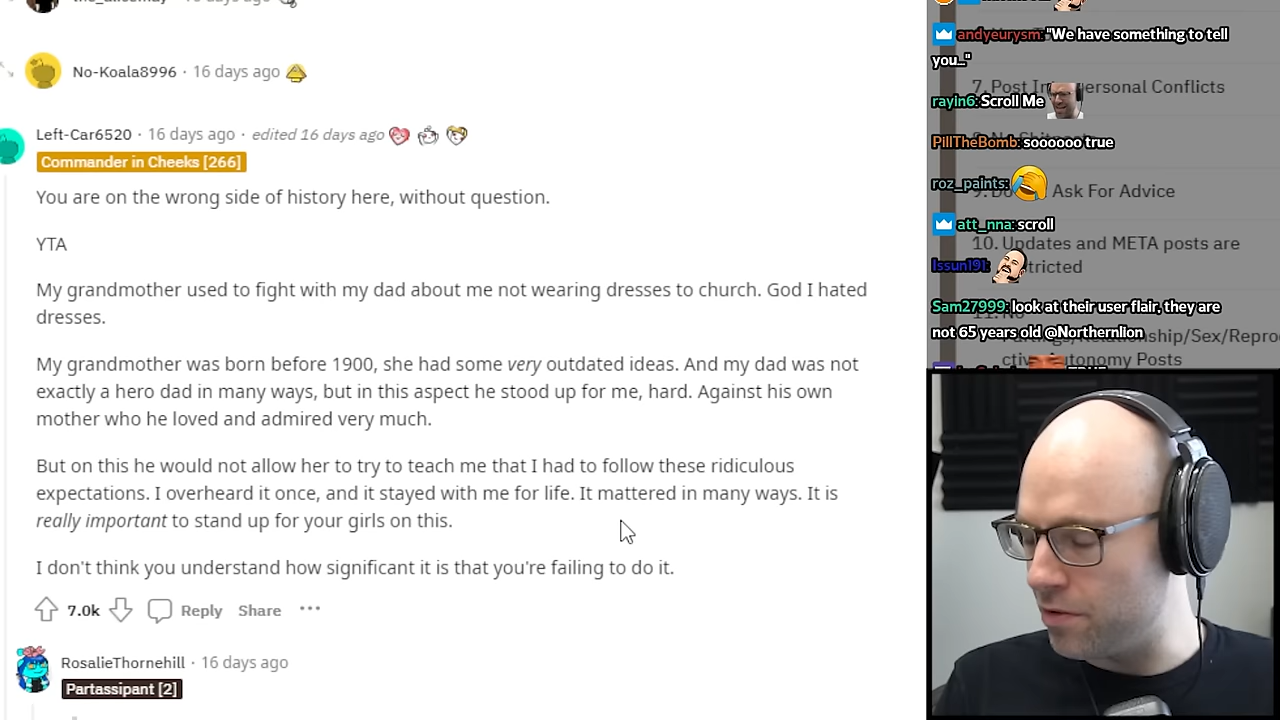 No-Koala8996 · 16 days ago
Left-Car6520 · 16 days ago · edited 16 days ago
Commander in Cheeks [266]
You are on the wrong side of history here, without question.
YTA
My grandmother used to fight with my dad about me not wearing dresses to church. God I hated
dresses.
My grandmother was born before 1900, she had some very outdated ideas. And my dad was not
exactly a hero dad in many ways, but in this aspect he stood up for me, hard. Against his own
mother who he loved and admired very much.
But on this he would not allow her to try to teach me that I had to follow these ridiculous
expectations. I overheard it once, and it stayed with me for life. It mattered in many ways. It is
really important to stand up for your girls on this.
I don't think you understand how significant it is that you're failing to do it.
7.0k Reply Share ···
RosalieThornehill · 16 days ago
Partassipant [2]
andyeurysm: "We have something to tell
you..."
7. Post Conflicts
rayin6: Scroll Me
PillTheBomb: soooooo true
roz_paints:
9. Ask For Advice
att_nna: scroll
10. Updates and META posts are
Issun191:
Sam27999: look at their user flair, they are
not 65 years old @Northernlion
ctive Autonomy Posts